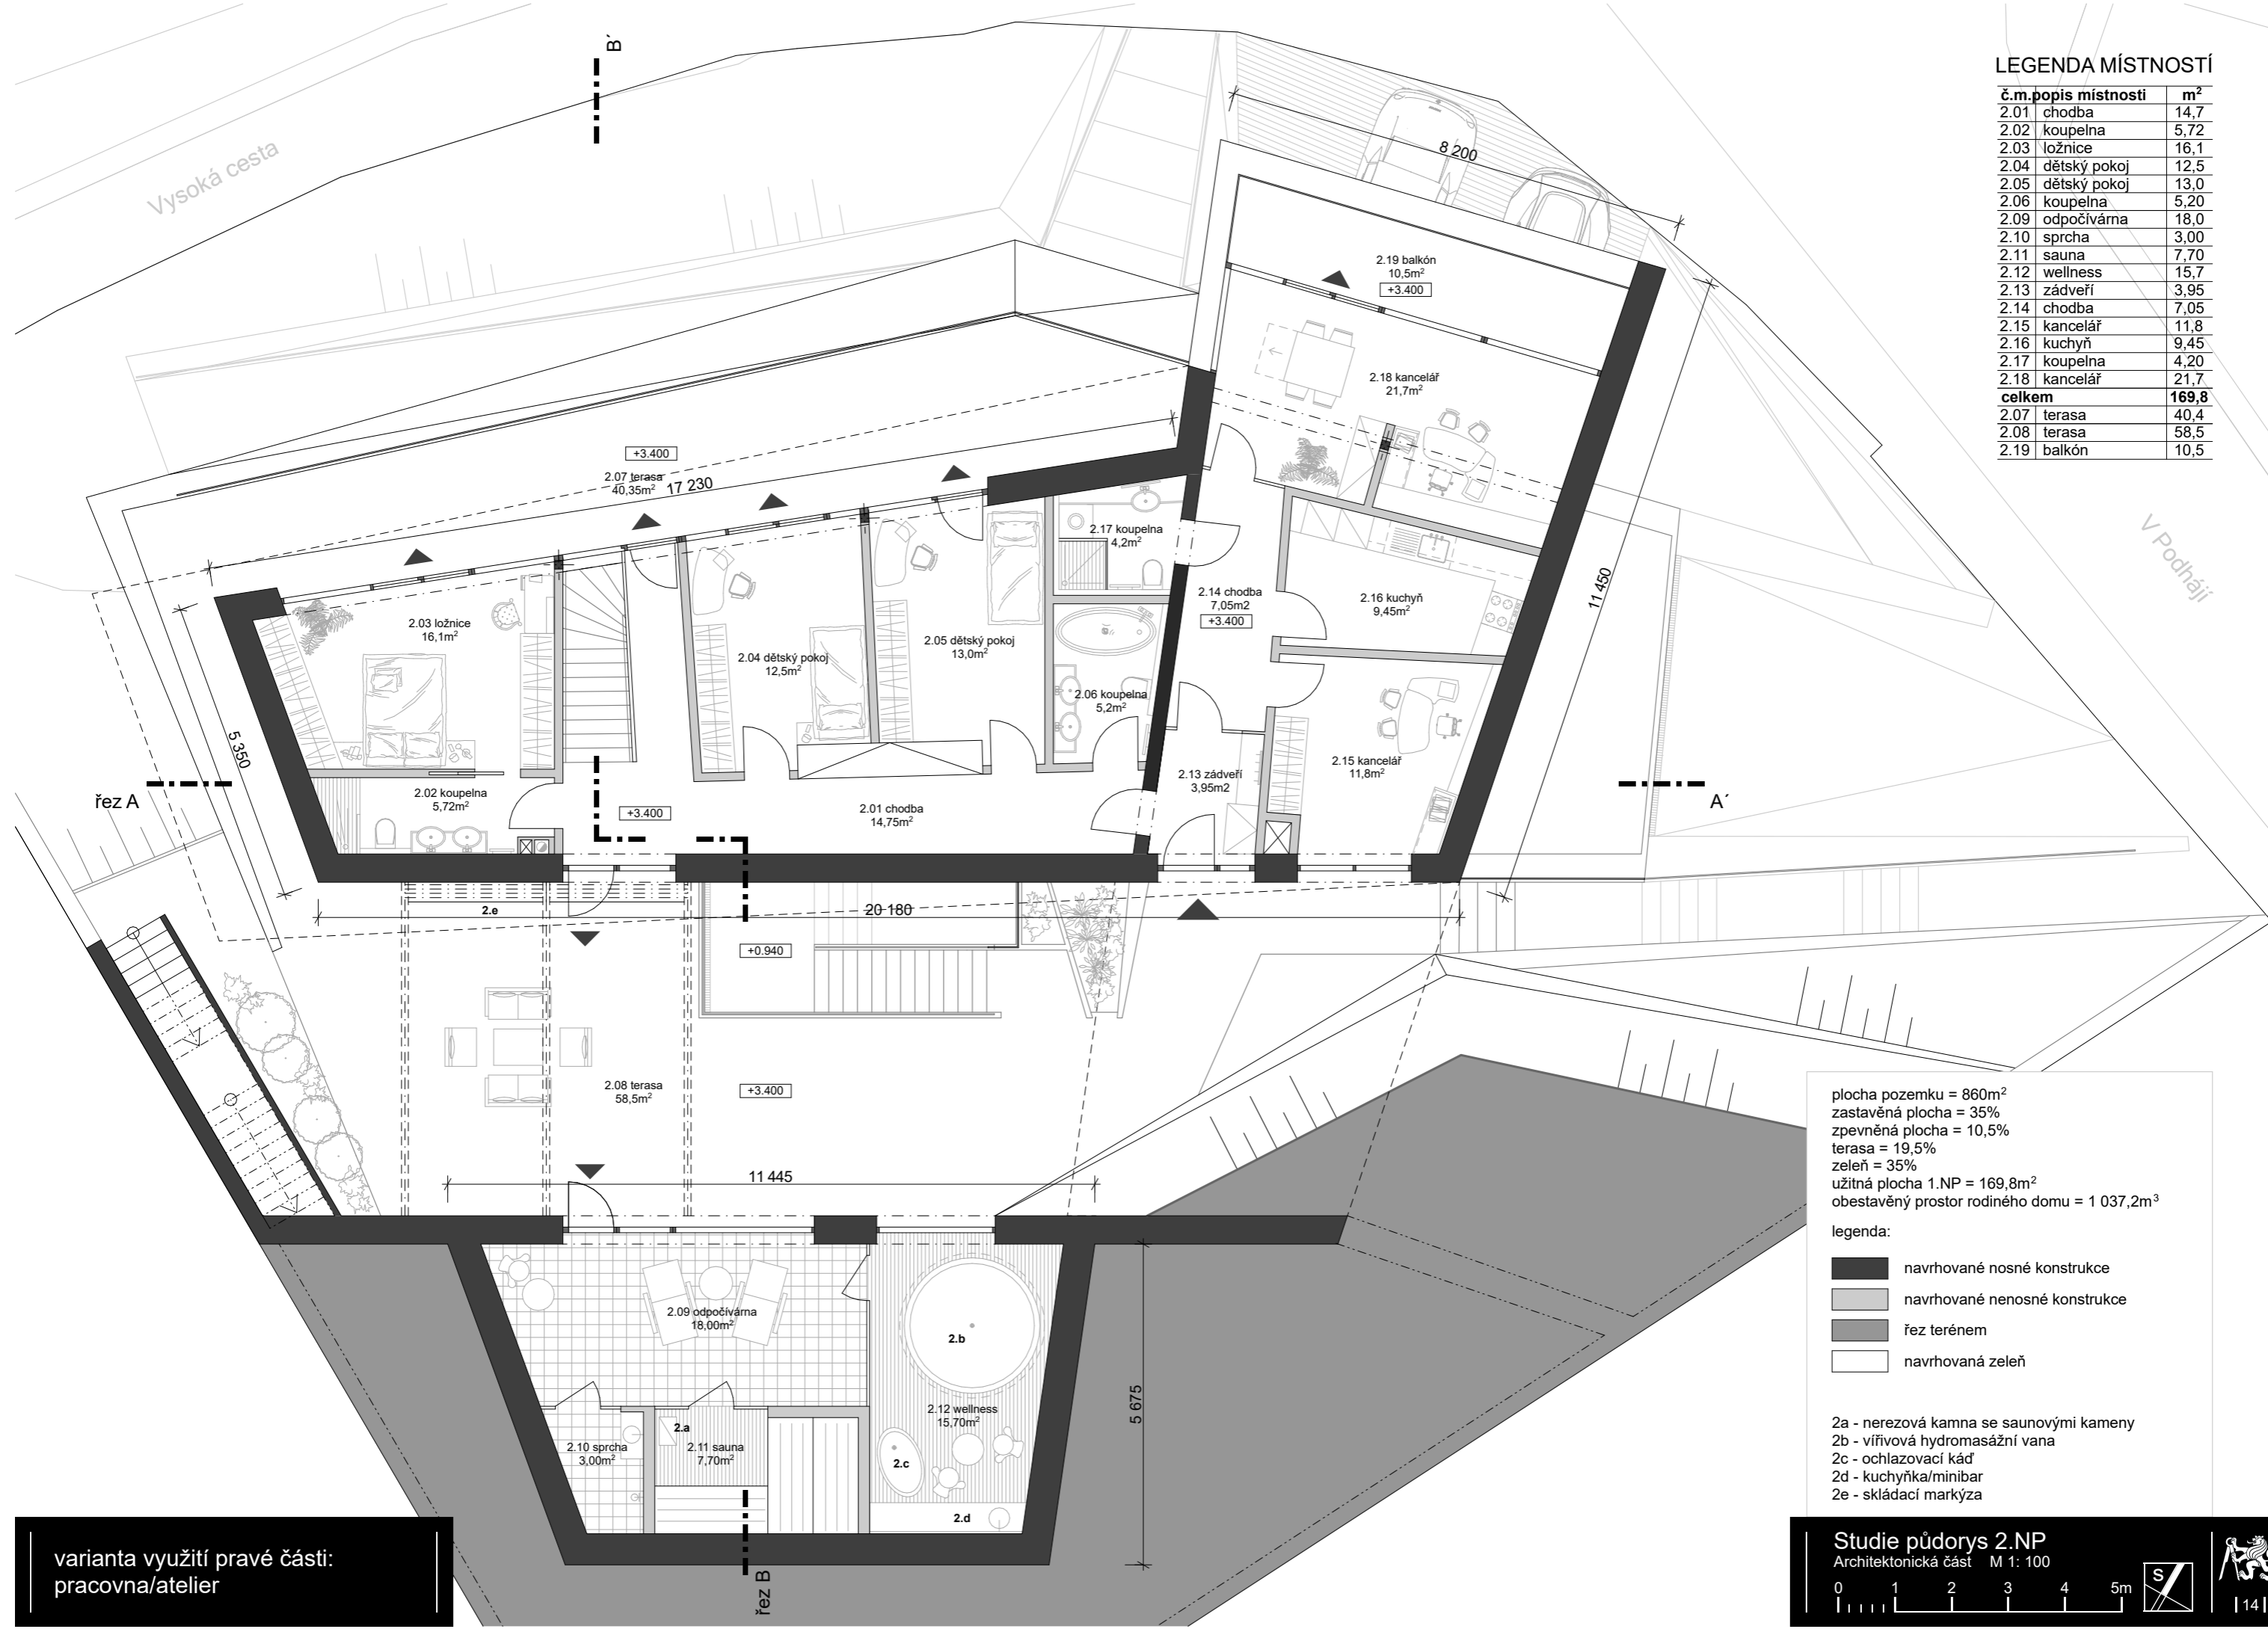 B´
Vysoká cesta
LEGENDA MÍSTNOSTÍ
č.m.popis místnosti m²
2.01 chodba 14,7
2.02 koupelna 5,72
2.03 ložnice 16,1
2.04 dětský pokoj 12,5
2.05 dětský pokoj 13,0
2.06 koupelna 5,20
2.09 odpočívárna 18,0
2.10 sprcha 3,00
2.11 sauna 7,70
2.12 wellness 15,7
2.13 zádveří 3,95
2.14 chodba 7,05
2.15 kancelář 11,8
2.16 kuchyň 9,45
2.17 koupelna 4,20
2.18 kancelář 21,7
celkem 169,8
2.07 terasa 40,4
2.08 terasa 58,5
2.19 balkón 10,5
8 200
2.19 balkón
10,5m²
+3.400
2.18 kancelář
21,7m²
+3.400
2.07 terasa
40,35m²
17 230
V Podhájí
2.17 koupelna
4,2m²
11 450
2.14 chodba
7,05m2
+3.400
2.16 kuchyň
9,45m²
2.03 ložnice
16,1m²
2.04 dětský pokoj
12,5m²
2.05 dětský pokoj
13,0m²
2.06 koupelna
5,2m²
5 350
řez A
2.02 koupelna
5,72m²
+3.400
2.01 chodba
14,75m²
2.13 zádveří
3,95m2
2.15 kancelář
11,8m²
A´
2.e
20 180
+0.940
2.08 terasa
58,5m²
+3.400
11 445
2.09 odpočívárna
18,00m²
2.b
5 675
2.12 wellness
15,70m²
2.a
2.10 sprcha
3,00m²
2.11 sauna
7,70m²
2.c
2.d
řez B
plocha pozemku = 860m²
zastavěná plocha = 35%
zpevněná plocha = 10,5%
terasa = 19,5%
zeleň = 35%
užitná plocha 1.NP = 169,8m²
obestavěný prostor rodiného domu = 1 037,2m³
legenda:
navrhované nosné konstrukce
navrhované nenosné konstrukce
řez terénem
navrhovaná zeleň
2a - nerezová kamna se saunovými kameny
2b - vířivová hydromasážní vana
2c - ochlazovací káď
2d - kuchyňka/minibar
2e - skládací markýza
varianta využití pravé části:
pracovna/atelier
Studie půdorys 2.NP
Architektonická část M 1: 100
0 1 2 3 4 5m
S
14